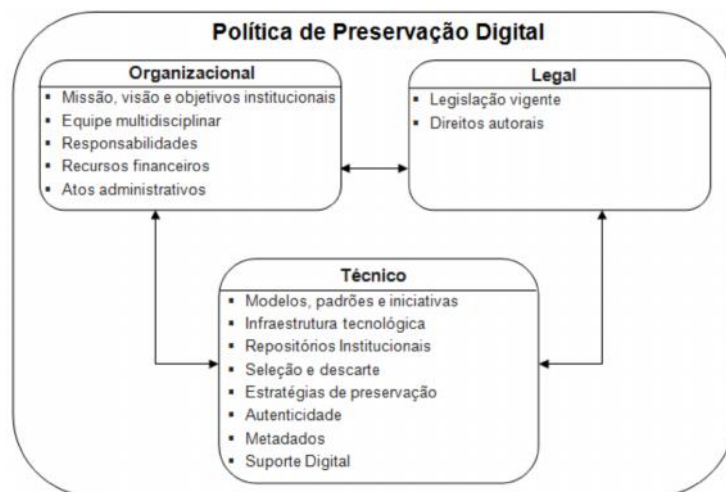 Política de Preservação Digital
Organizacional
▪ Missão, visão e objetivos institucionais
▪ Equipe multidisciplinar
▪ Responsabilidades
▪ Recursos financeiros
▪ Atos administrativos
Legal
▪ Legislação vigente
▪ Direitos autorais
Técnico
▪ Modelos, padrões e iniciativas
▪ Infraestrutura tecnológica
▪ Repositórios Institucionais
▪ Seleção e descarte
▪ Estratégias de preservação
▪ Autenticidade
▪ Metadados
▪ Suporte Digital